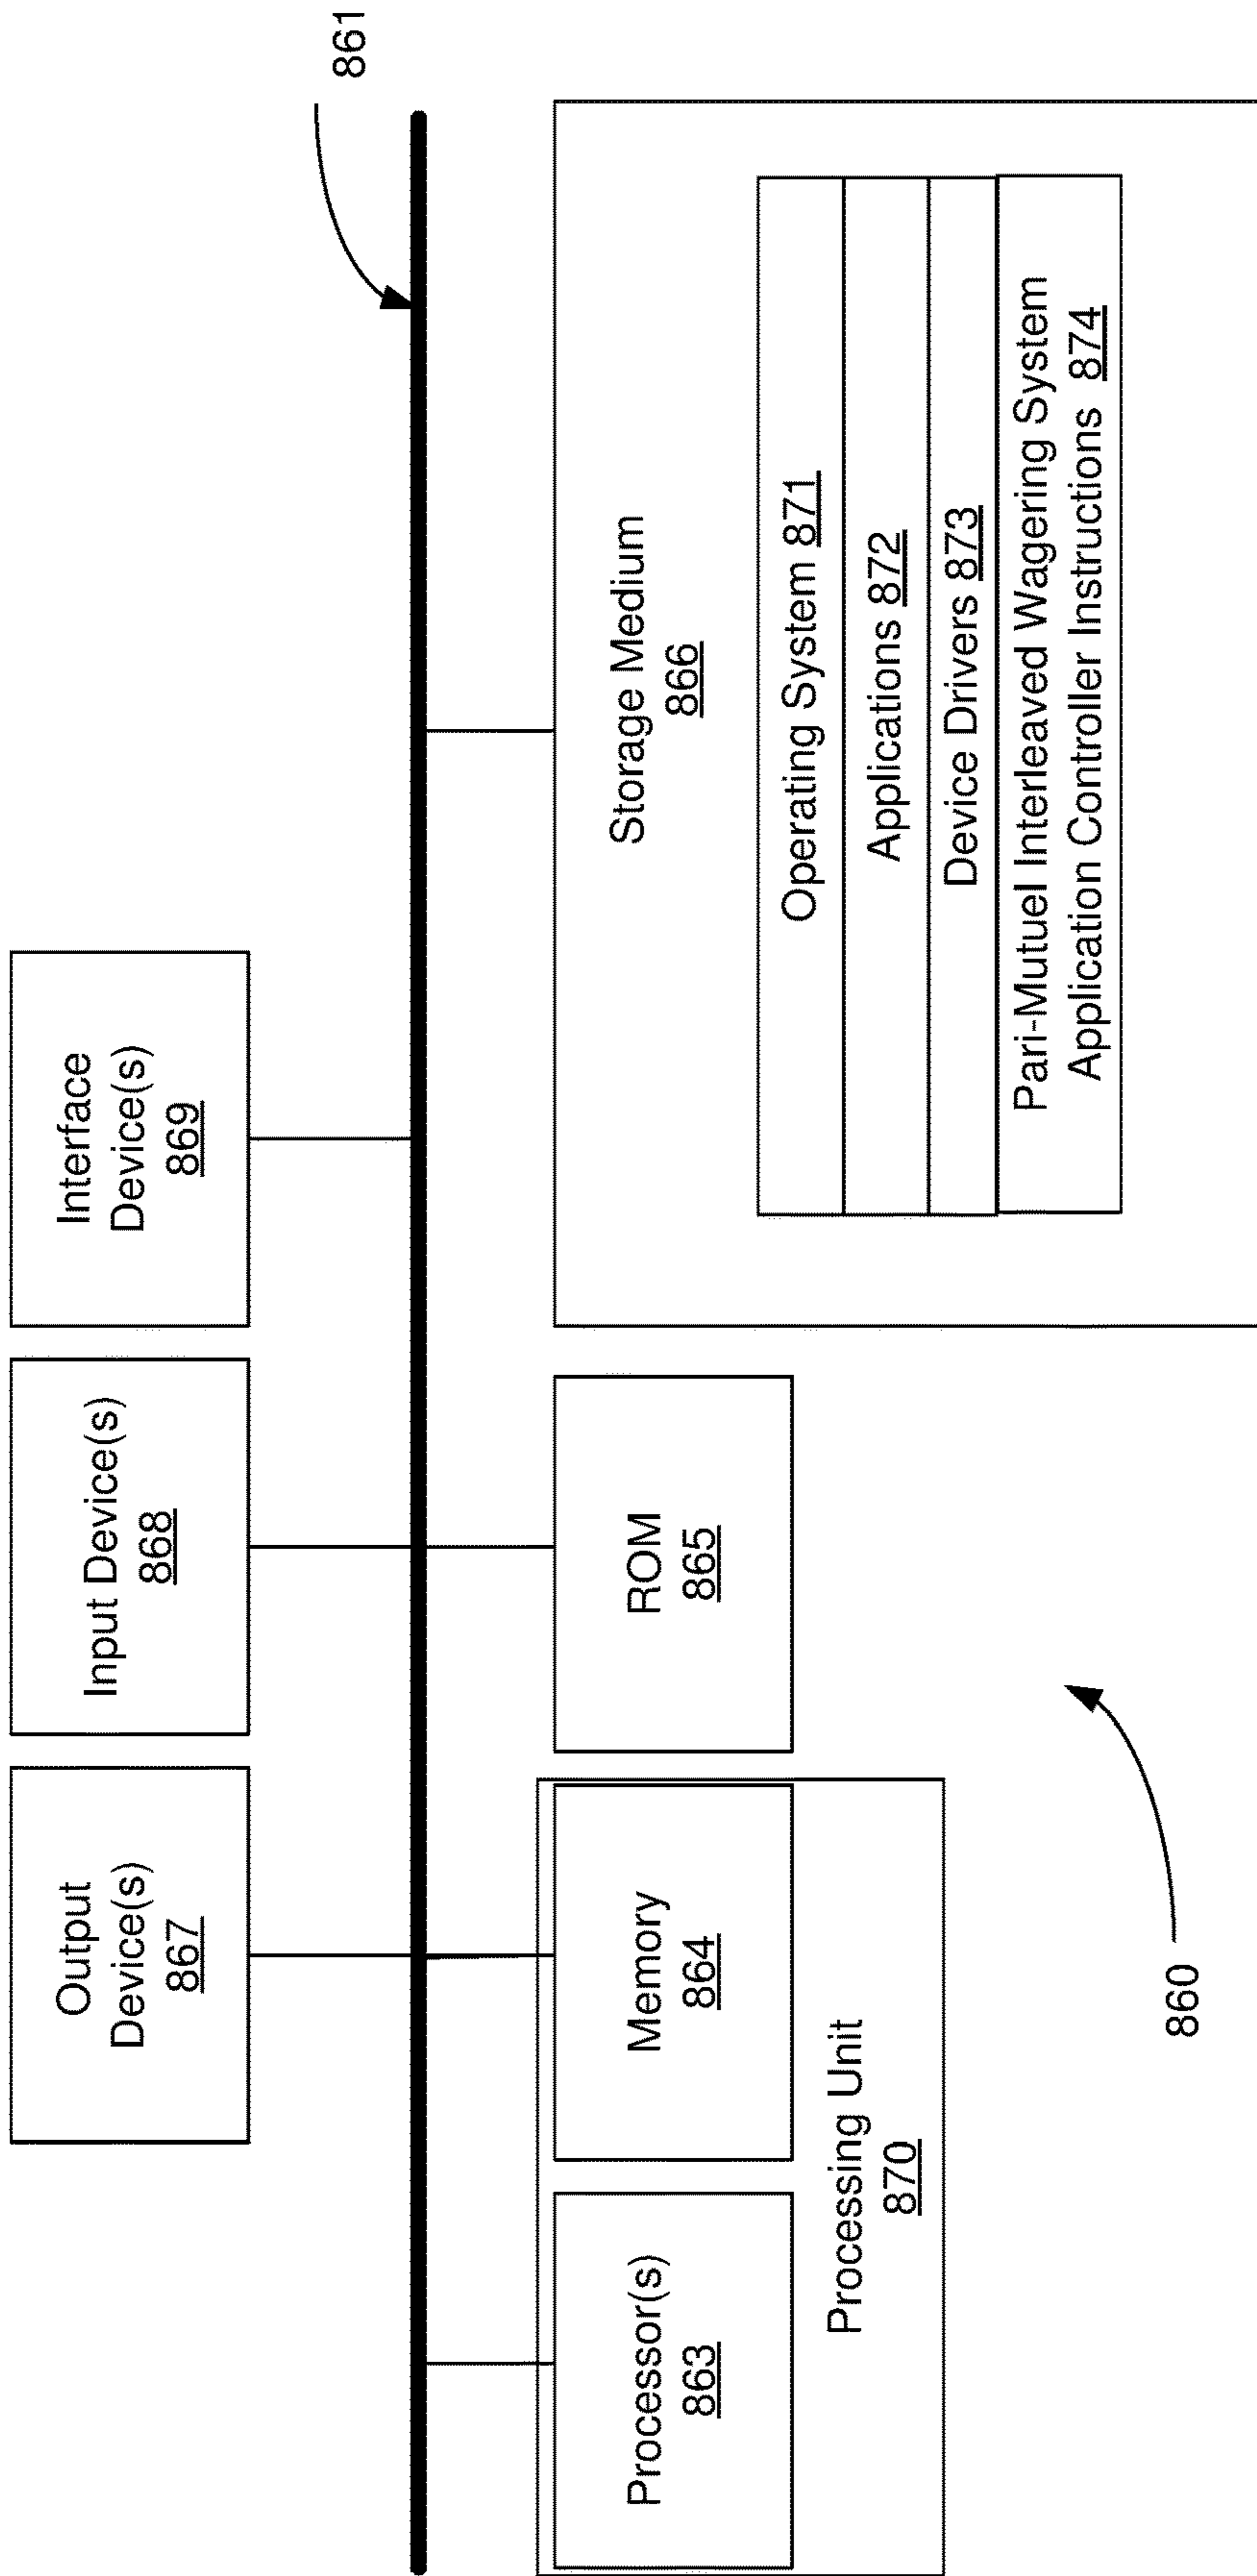 861
Output
Device(s)
867
Input Device(s)
868
Interface
Device(s)
869
Processor(s)
863
Memory
864
Processing Unit
870
ROM
865
Storage Medium
866
Operating System 871
Applications 872
Device Drivers 873
Pari-Mutuel Interleaved Wagering System
Application Controller Instructions 874
860